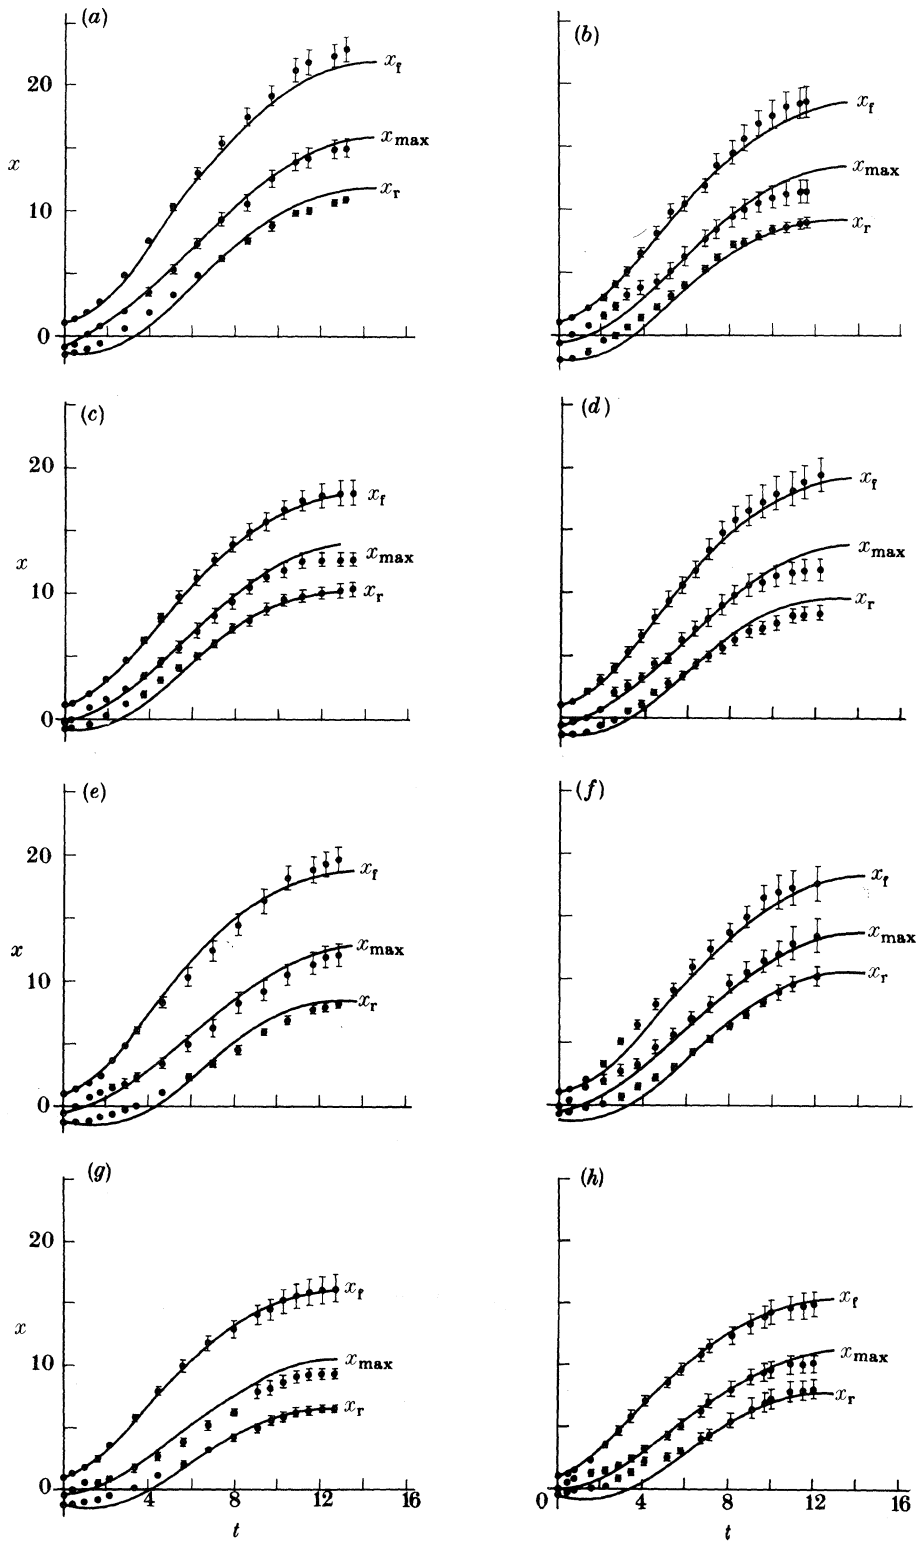 (a)
20
10
0
x
x_f
x_max
x_r
(b)
x_f
x_max
x_r
(c)
20
10
0
x
x_f
x_max
x_r
(d)
x_f
x_max
x_r
(e)
20
10
0
x
x_f
x_max
x_r
(f)
x_f
x_max
x_r
(g)
20
10
0
x
x_f
x_max
x_r
4 8 12 16
t
(h)
x_f
x_max
x_r
0 4 8 12 16
t